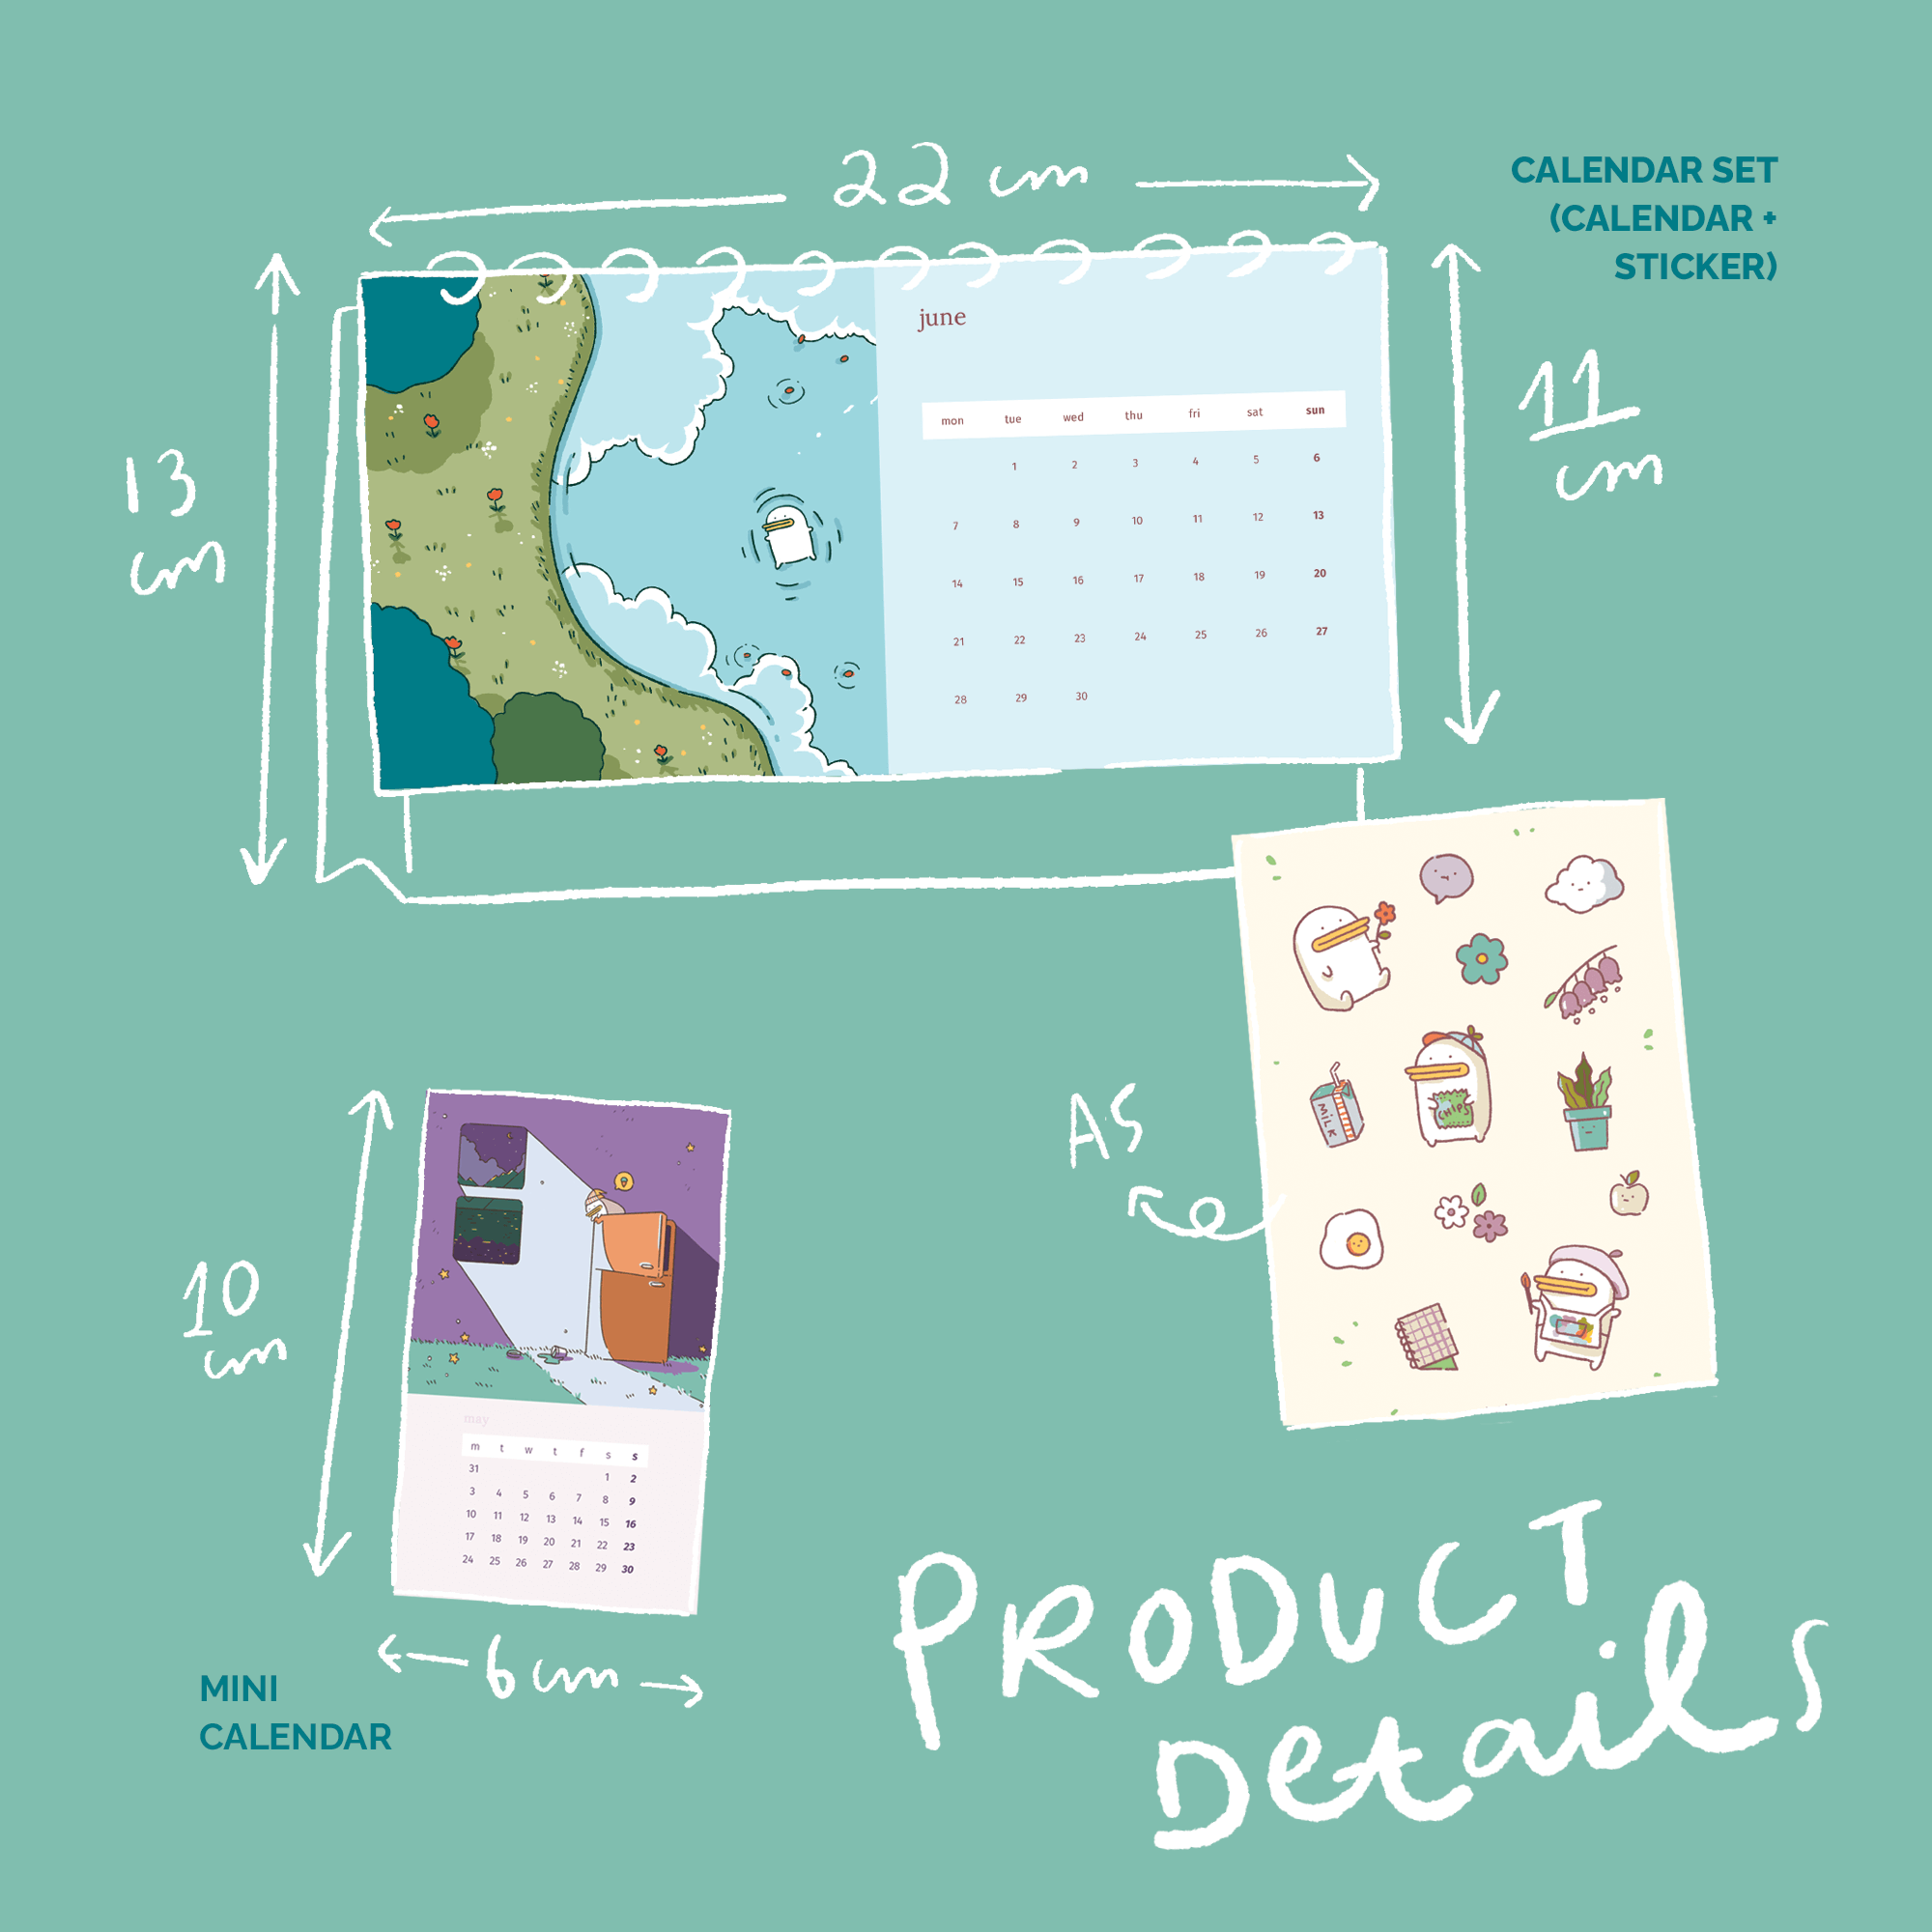 22 cm
CALENDAR SET
(CALENDAR +
STICKER)
13
cm
11
cm
june
mon tue wed thu fri sat sun
1 2 3 4 5 6
7 8 9 10 11 12 13
14 15 16 17 18 19 20
21 22 23 24 25 26 27
28 29 30
A5
MILK
CHIPS
10
cm
may
m t w t f s s
31 1 2
3 4 5 6 7 8 9
10 11 12 13 14 15 16
17 18 19 20 21 22 23
24 25 26 27 28 29 30
6 cm
MINI
CALENDAR
PRODUCT
Details